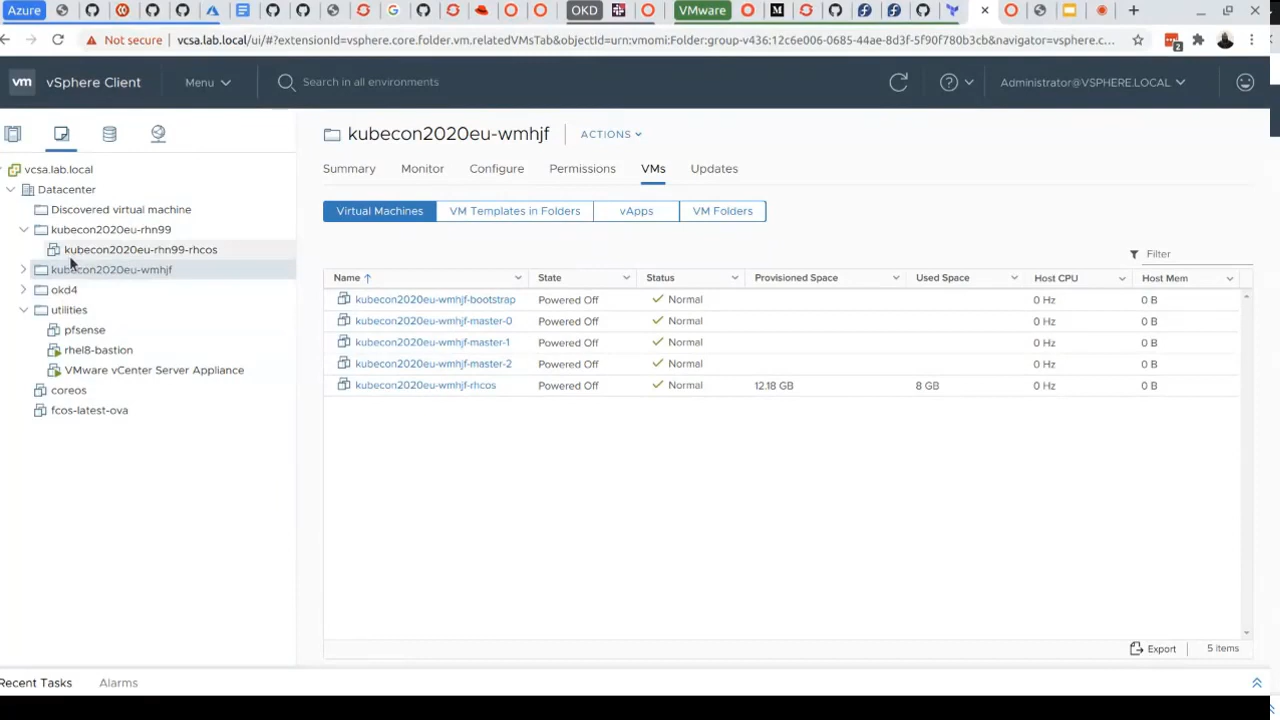 Azure OKD VMware
Not secure vcsa.lab.local/ui/#?extensionId=vsphere.core.folder.vm.relatedVMsTab&objectId=urn:vmomi:Folder:group-v436:12c6e006-0685-44ae-8d3f-5f90f780b3cb&navigator=vsphere.c... 2
vm vSphere Client Menu Search in all environments Administrator@VSPHERE.LOCAL
kubecon2020eu-wmhjf ACTIONS
Summary Monitor Configure Permissions VMs Updates
vcsa.lab.local
Datacenter
Discovered virtual machine
kubecon2020eu-rhn99
kubecon2020eu-rhn99-rhcos
kubecon2020eu-wmhjf
okd4
utilities
pfsense
rhel8-bastion
VMware vCenter Server Appliance
coreos
fcos-latest-ova
Virtual Machines VM Templates in Folders vApps VM Folders
Filter
Name State Status Provisioned Space Used Space Host CPU Host Mem
kubecon2020eu-wmhjf-bootstrap Powered Off Normal 0 Hz 0 B
kubecon2020eu-wmhjf-master-0 Powered Off Normal 0 Hz 0 B
kubecon2020eu-wmhjf-master-1 Powered Off Normal 0 Hz 0 B
kubecon2020eu-wmhjf-master-2 Powered Off Normal 0 Hz 0 B
kubecon2020eu-wmhjf-rhcos Powered Off Normal 12.18 GB 8 GB 0 Hz 0 B
Export 5 items
Recent Tasks Alarms